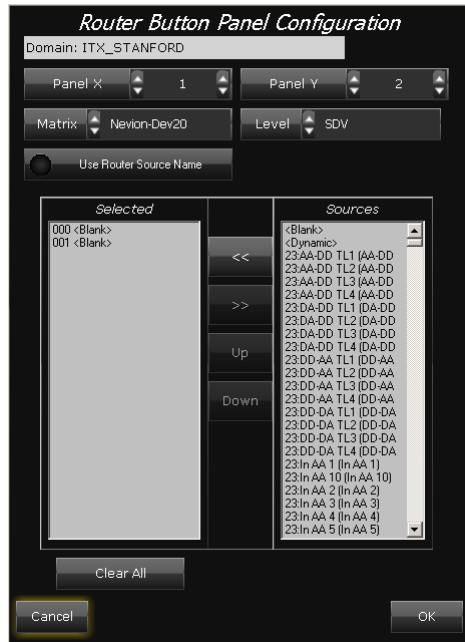 Router Button Panel Configuration
Domain: ITX_STANFORD
Panel X 1 Panel Y 2
Matrix Nevion-Dev20 Level SDV
Use Router Source Name
Selected
000 <Blank>
001 <Blank>
<<
>>
Up
Down
Sources
<Blank>
<Dynamic>
23:AA-DD TL1 (AA-DD
23:AA-DD TL2 (AA-DD
23:AA-DD TL3 (AA-DD
23:AA-DD TL4 (AA-DD
23:DA-DD TL1 (DA-DD
23:DA-DD TL2 (DA-DD
23:DA-DD TL3 (DA-DD
23:DA-DD TL4 (DA-DD
23:DD-AA TL1 (DD-AA
23:DD-AA TL2 (DD-AA
23:DD-AA TL3 (DD-AA
23:DD-AA TL4 (DD-AA
23:DD-DA TL1 (DD-DA
23:DD-DA TL2 (DD-DA
23:DD-DA TL3 (DD-DA
23:DD-DA TL4 (DD-DA
23:In AA 1 (In AA 1)
23:In AA 10 (In AA 10)
23:In AA 2 (In AA 2)
23:In AA 3 (In AA 3)
23:In AA 4 (In AA 4)
23:In AA 5 (In AA 5)
Clear All
Cancel OK